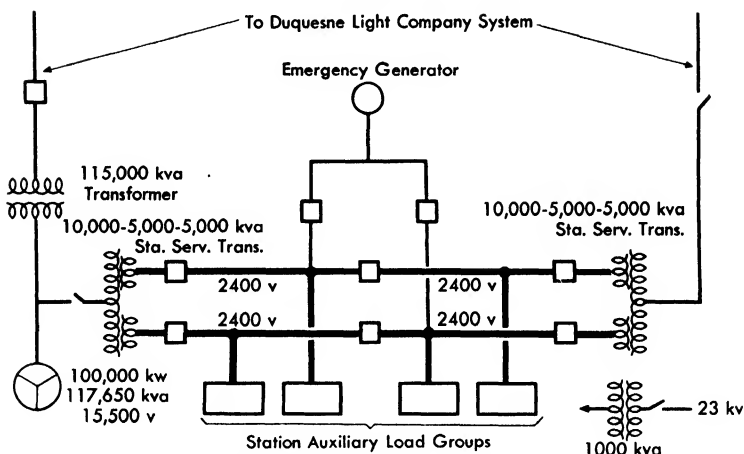 To Duquesne Light Company System
Emergency Generator
115,000 kva
Transformer
10,000-5,000-5,000 kva
Sta. Serv. Trans.
10,000-5,000-5,000 kva
Sta. Serv. Trans.
2400 v
2400 v
2400 v
2400 v
100,000 kw
117,650 kva
15,500 v
Station Auxiliary Load Groups
23 kv
1000 kva